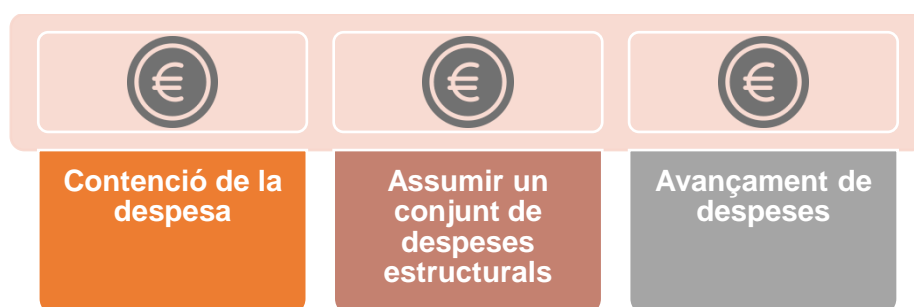 €
€
€
Contenció de la
despesa
Assumir un
conjunt de
despeses
estructurals
Avançament de
despeses